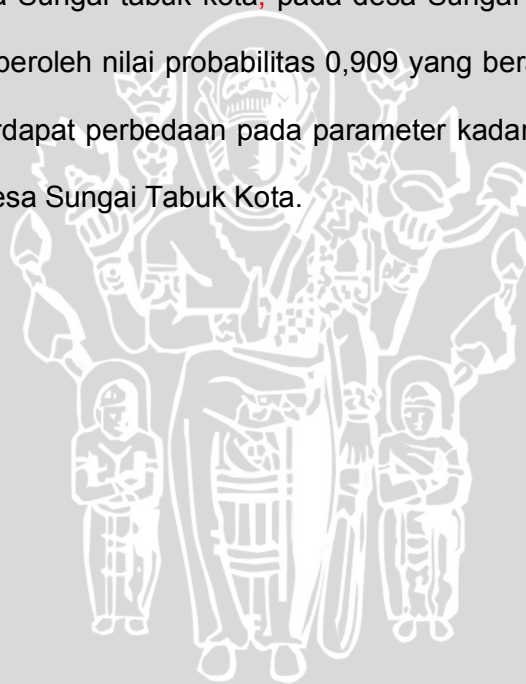 Sungai tabuk kota, pada desa Sungai
peroleh nilai probabilitas 0,909 yang
rdapat perbedaan pada parameter kadar
esa Sungai Tabuk Kota.